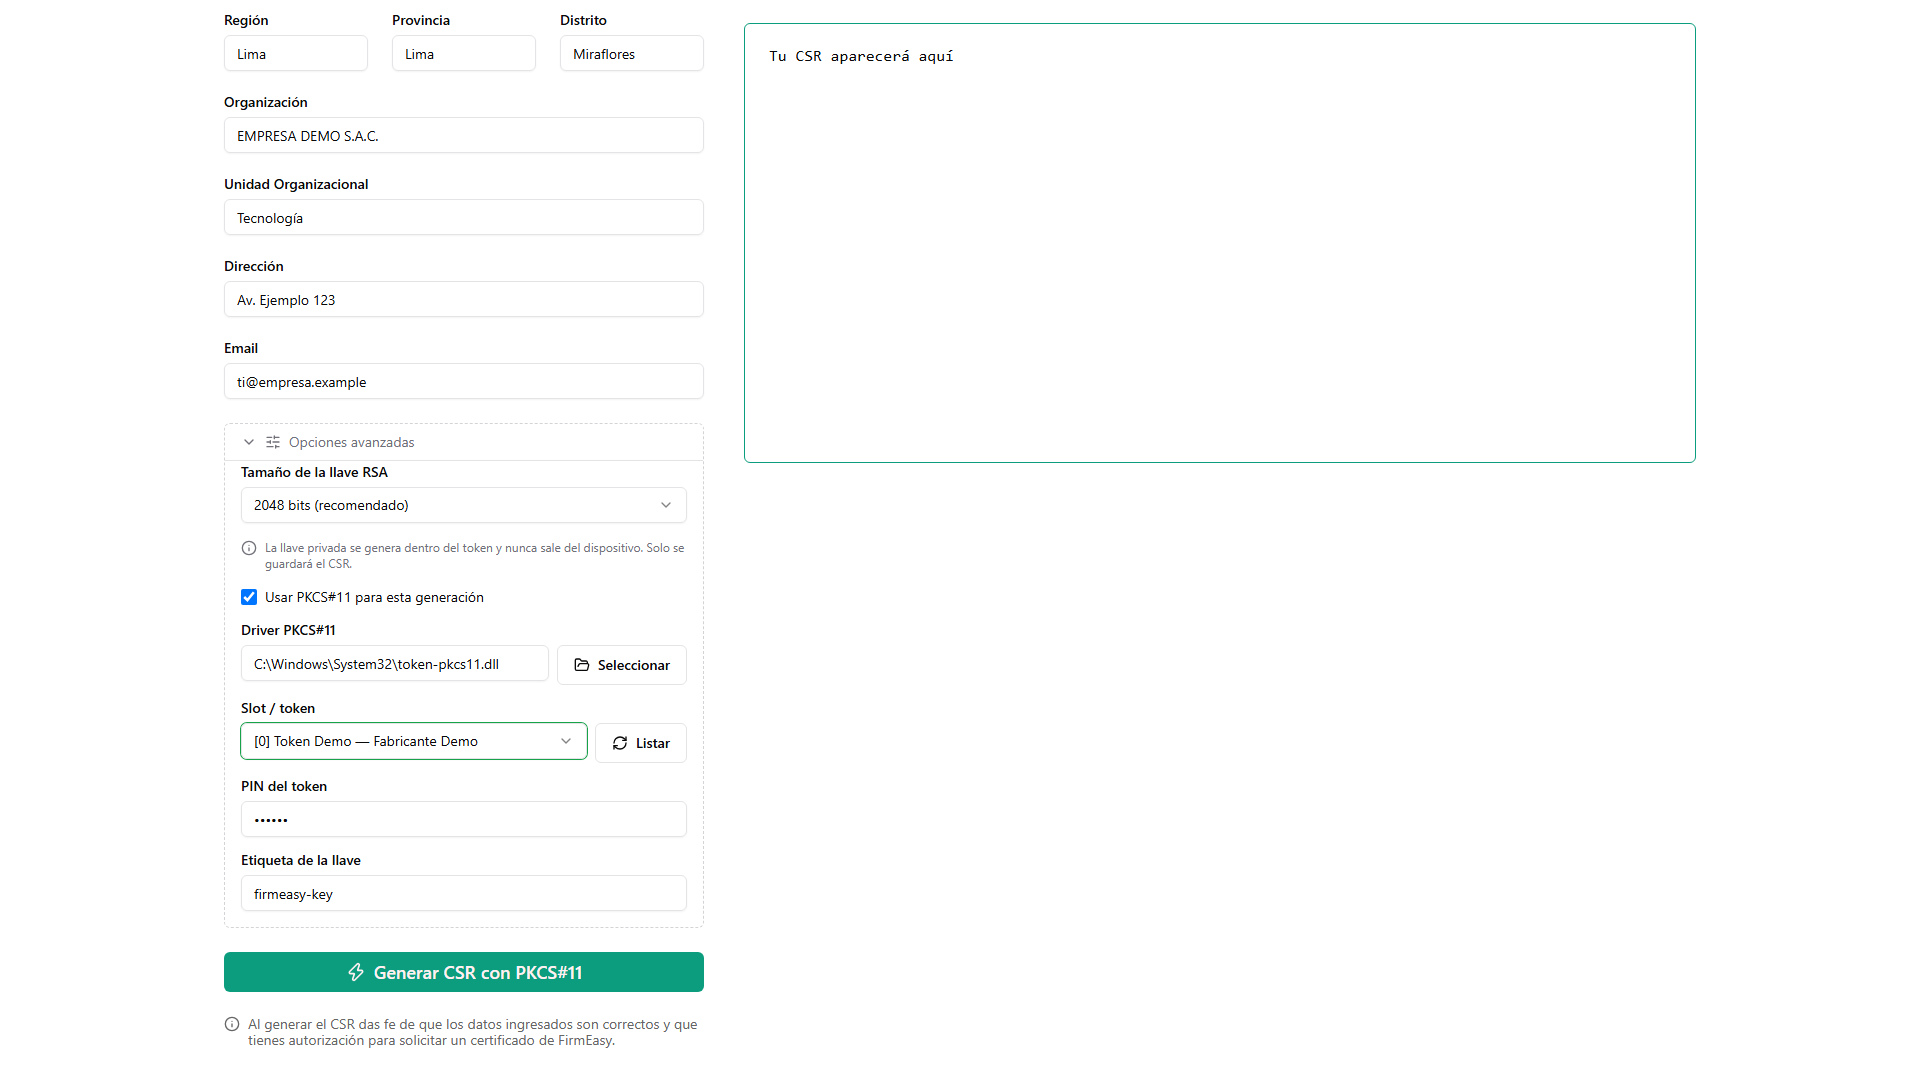 Región
Provincia
Distrito
Lima
Lima
Miraflores
Organización
EMPRESA DEMO S.A.C.
Unidad Organizacional
Tecnología
Dirección
Av. Ejemplo 123
Email
ti@empresa.example
Opciones avanzadas
Tamaño de la llave RSA
2048 bits (recomendado)
La llave privada se genera dentro del token y nunca sale del dispositivo. Solo se
guardará el CSR.
Usar PKCS#11 para esta generación
Driver PKCS#11
C:\Windows\System32\token-pkcs11.dll
Seleccionar
Slot / token
[0] Token Demo — Fabricante Demo
Listar
PIN del token
••••••
Etiqueta de la llave
firmeasy-key
Generar CSR con PKCS#11
Al generar el CSR das fe de que los datos ingresados son correctos y que
tienes autorización para solicitar un certificado de FirmEasy.
Tu CSR aparecerá aquí